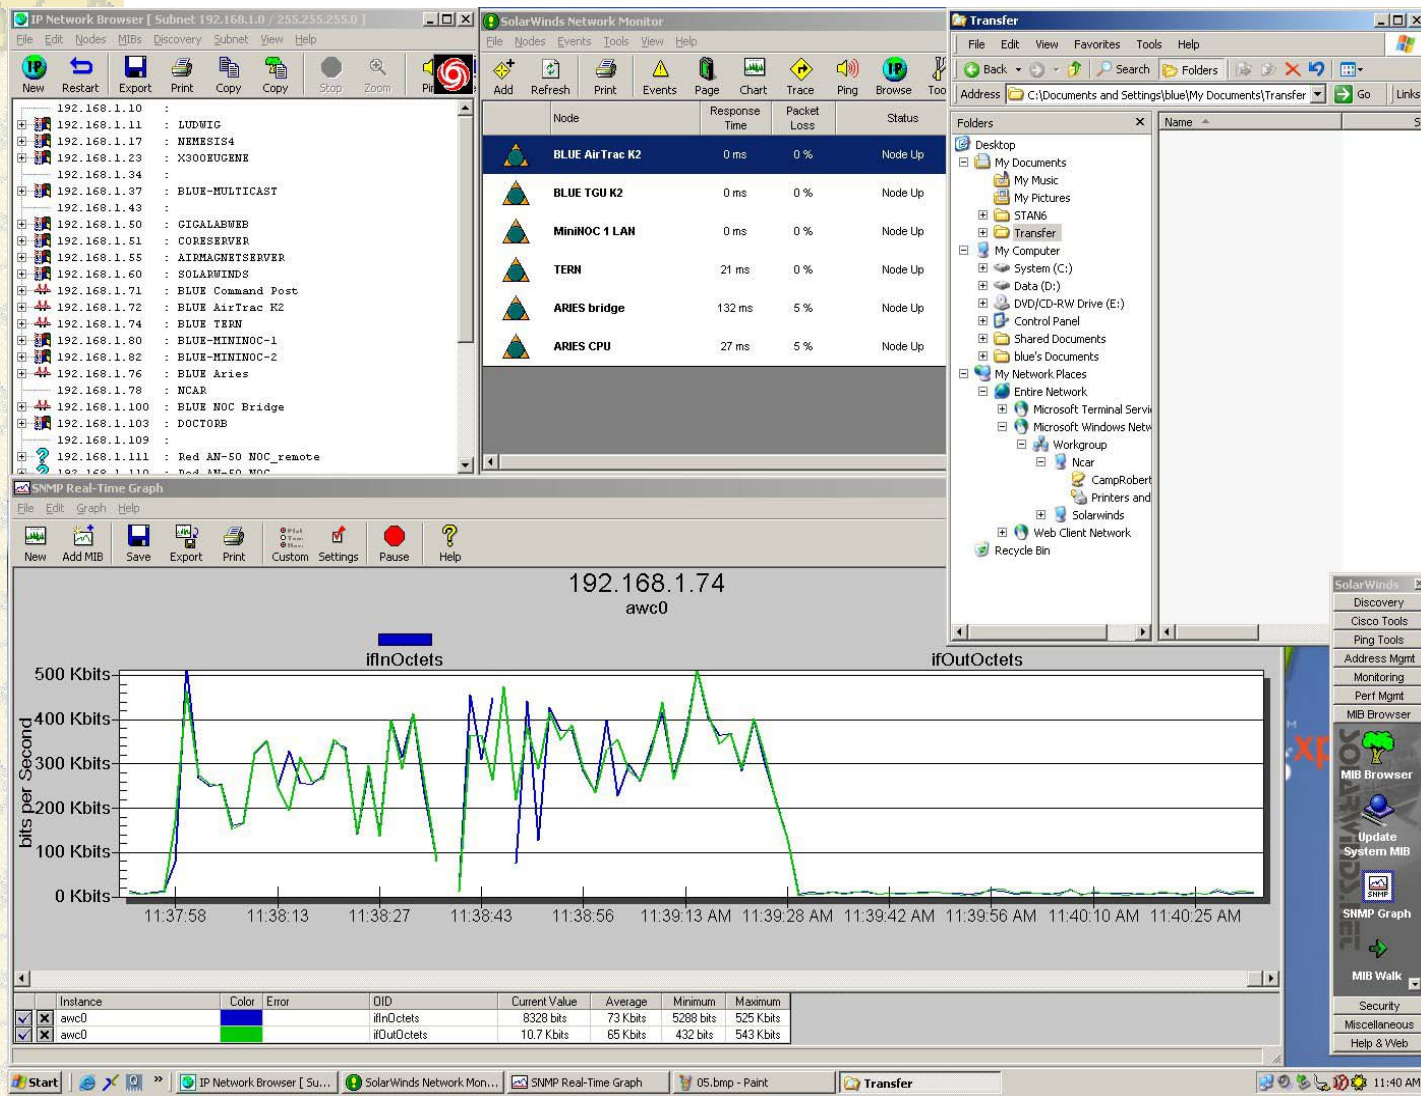 IP Network Browser [ Subnet 192.168.1.0 / 255.255.255.0 ]
File Edit Nodes MIBs Discovery Subnet View Help
New Restart Export Print Copy Copy Stop Zoom
192.168.1.10 :
192.168.1.11 : LUDWIG
192.168.1.17 : NEMESIS4
192.168.1.23 : X300EUGENE
192.168.1.34 :
192.168.1.37 : BLUE-MULTICAST
192.168.1.43 :
192.168.1.50 : GIGALABWEB
192.168.1.51 : CORESERVER
192.168.1.55 : AIRMAGNETSERVER
192.168.1.60 : SOLARWINDS
192.168.1.71 : BLUE Command Post
192.168.1.72 : BLUE AirTrac K2
192.168.1.74 : BLUE TERN
192.168.1.80 : BLUE-MININOC-1
192.168.1.82 : BLUE-MININOC-2
192.168.1.76 : BLUE Aries
192.168.1.78 : NCAR
192.168.1.100 : BLUE NOC Bridge
192.168.1.103 : DOCTORB
192.168.1.109 :
192.168.1.111 : Red AN-50 NOC_remote
192.168.1.110 : Red AN-50 NOC
SolarWinds Network Monitor
File Nodes Events Tools View Help
Add Refresh Print Events Page Chart Trace Ping Browse Too
Node Response Time Packet Loss Status
BLUE AirTrac K2 0 ms 0 % Node Up
BLUE TGU K2 0 ms 0 % Node Up
MiniNOC 1 LAN 0 ms 0 % Node Up
TERN 21 ms 0 % Node Up
ARIES bridge 132 ms 5 % Node Up
ARIES CPU 27 ms 5 % Node Up
Transfer
File Edit View Favorites Tools Help
Back Search Folders
Address C:\Documents and Settings\blue\My Documents\Transfer Go Links
Folders Name S
Desktop
My Documents
My Music
My Pictures
STAN6
Transfer
My Computer
System (C:)
Data (D:)
DVD/CD-RW Drive (E:)
Control Panel
Shared Documents
blue's Documents
My Network Places
Entire Network
Microsoft Terminal Servi
Microsoft Windows Netw
Workgroup
Ncar
CampRobert
Printers and
Solarwinds
Web Client Network
Recycle Bin
SNMP Real-Time Graph
File Edit Graph Help
New Add MIB Save Export Print Custom Settings Pause Help
192.168.1.74
awc0
ifInOctets ifOutOctets
bits per Second
500 Kbits
400 Kbits
300 Kbits
200 Kbits
100 Kbits
0 Kbits
11:37:58 11:38:13 11:38:27 11:38:43 11:38:56 11:39:13 AM 11:39:28 AM 11:39:42 AM 11:39:56 AM 11:40:10 AM 11:40:25 AM
Instance Color Error OID Current Value Average Minimum Maximum
awc0 ifInOctets 8328 bits 73 Kbits 5288 bits 525 Kbits
awc0 ifOutOctets 10.7 Kbits 65 Kbits 432 bits 543 Kbits
SolarWinds
Discovery
Cisco Tools
Ping Tools
Address Mgmt
Monitoring
Perf Mgmt
MIB Browser
SOLARWINDS.NET
MIB Browser
Update System MIB
SNMP
SNMP Graph
MIB Walk
Security
Miscellaneous
Help & Web
xp
Start » IP Network Browser [ Su... SolarWinds Network Mon... SNMP Real-Time Graph 05.bmp - Paint Transfer 11:40 AM